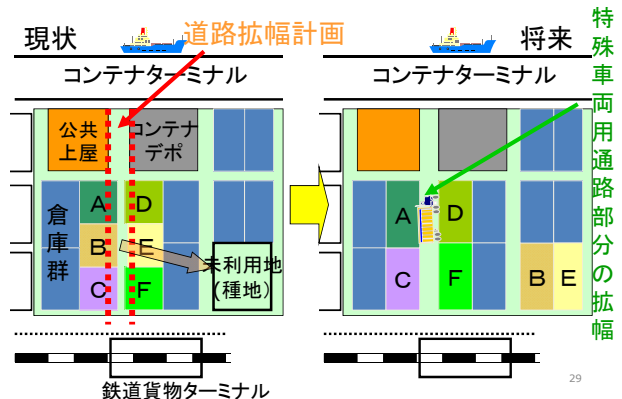 現状
道路拡幅計画
コンテナターミナル
公共
上屋
コンテナ
デポ
倉庫群
A
D
B
E
C
F
未利用地
(種地)
鉄道貨物ターミナル
将来
コンテナターミナル
特殊車両用通路部分の拡幅
A
D
C
F
B
E
29